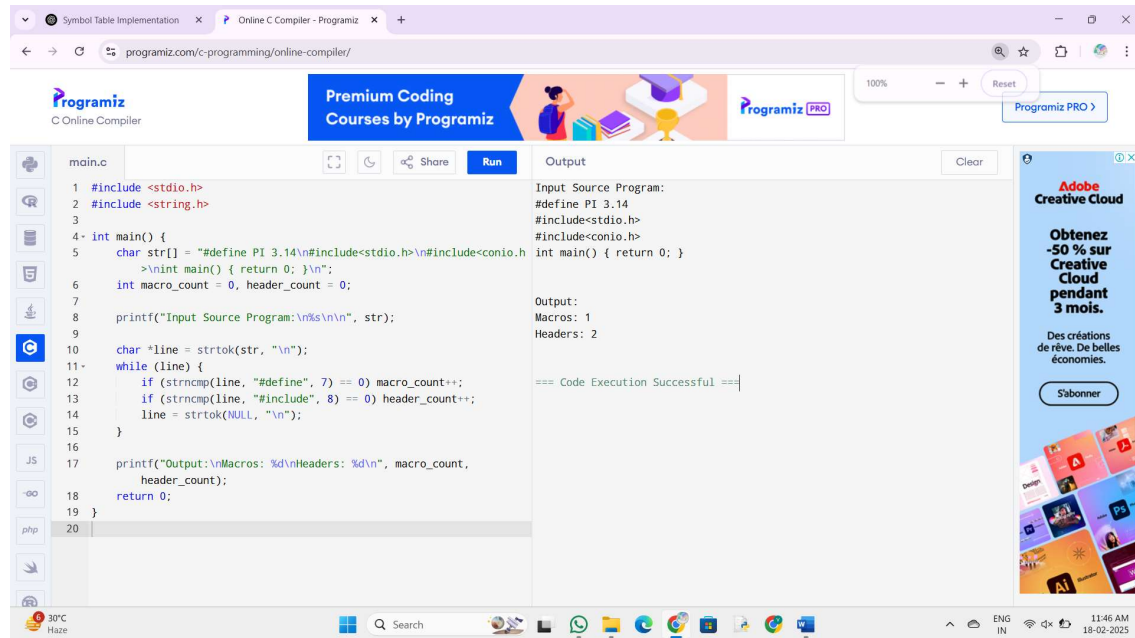 Symbol Table Implementation
Online C Compiler - Programiz
programiz.com/c-programming/online-compiler/
100%
Reset
Programiz
C Online Compiler
Premium Coding
Courses by Programiz
Programiz PRO
Programiz PRO >
main.c
Share
Run
Output
Clear
1 #include <stdio.h>
2 #include <string.h>
3
4 int main() {
5 char str[] = "#define PI 3.14\n#include<stdio.h>\n#include<conio.h
>\nint main() { return 0; }\n";
6 int macro_count = 0, header_count = 0;
7
8 printf("Input Source Program:\n%s\n\n", str);
9
10 char *line = strtok(str, "\n");
11 while (line) {
12 if (strncmp(line, "#define", 7) == 0) macro_count++;
13 if (strncmp(line, "#include", 8) == 0) header_count++;
14 line = strtok(NULL, "\n");
15 }
16
17 printf("Output:\nMacros: %d\nHeaders: %d\n", macro_count,
header_count);
18 return 0;
19 }
20
Input Source Program:
#define PI 3.14
#include<stdio.h>
#include<conio.h>
int main() { return 0; }
Output:
Macros: 1
Headers: 2
=== Code Execution Successful ===
JS
GO
php
Adobe
Creative Cloud
Obtenez
-50 % sur
Creative
Cloud
pendant
3 mois.
Des créations
de rêve. De belles
économies.
S'abonner
Design
Ps
Ai
Illustrator
6
30°C
Haze
Search
ENG
IN
11:46 AM
18-02-2025